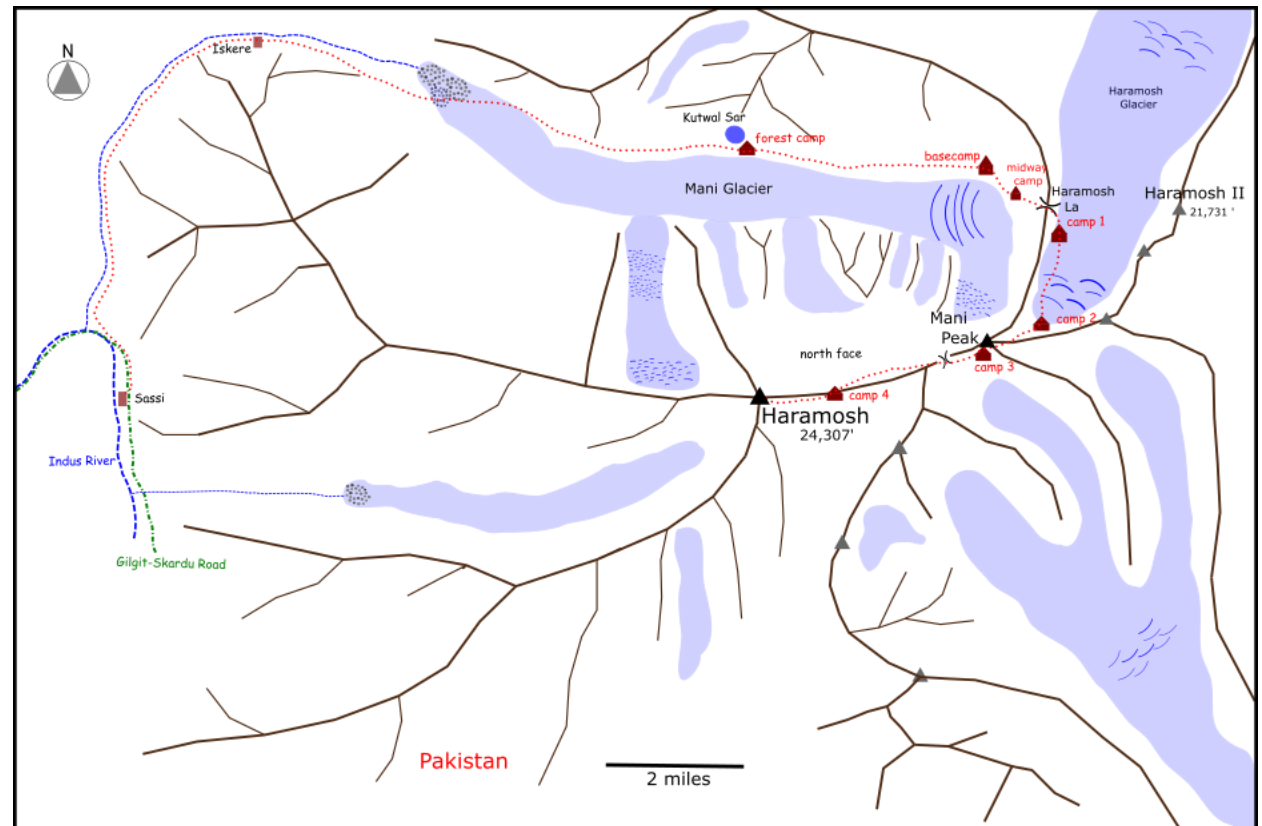 N
Iskere
Haramosh
Glacier
Kutwal Sar
forest camp
basecamp
midway
camp
Mani Glacier
Haramosh
La
Haramosh II
21,731 '
camp 1
Mani
Peak
camp 2
north face
camp 3
camp 4
Sassi
Haramosh
24,307'
Indus River
Gilgit-Skardu Road
Pakistan
2 miles